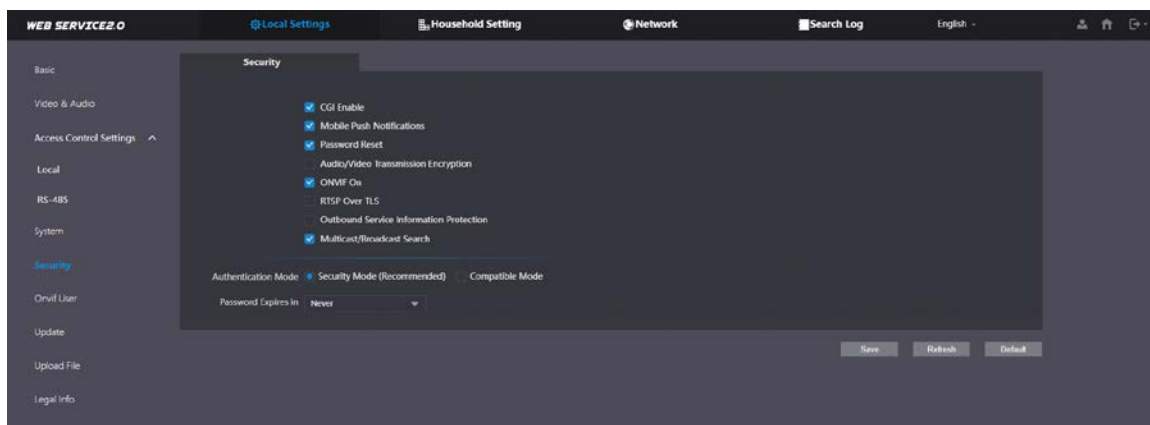 WEB SERVICE2.0 Local Settings Household Setting Network Search Log English
Security
Basic
Video & Audio
Access Control Settings
Local
RS-485
System
Security
Onvif User
Update
Upload File
Legal Info
CGI Enable
Mobile Push Notifications
Password Reset
Audio/Video Transmission Encryption
ONVIF On
RTSP Over TLS
Outbound Service Information Protection
Multicast/Broadcast Search
Authentication Mode Security Mode (Recommended) Compatible Mode
Password Expires in Never
Save Refresh Default